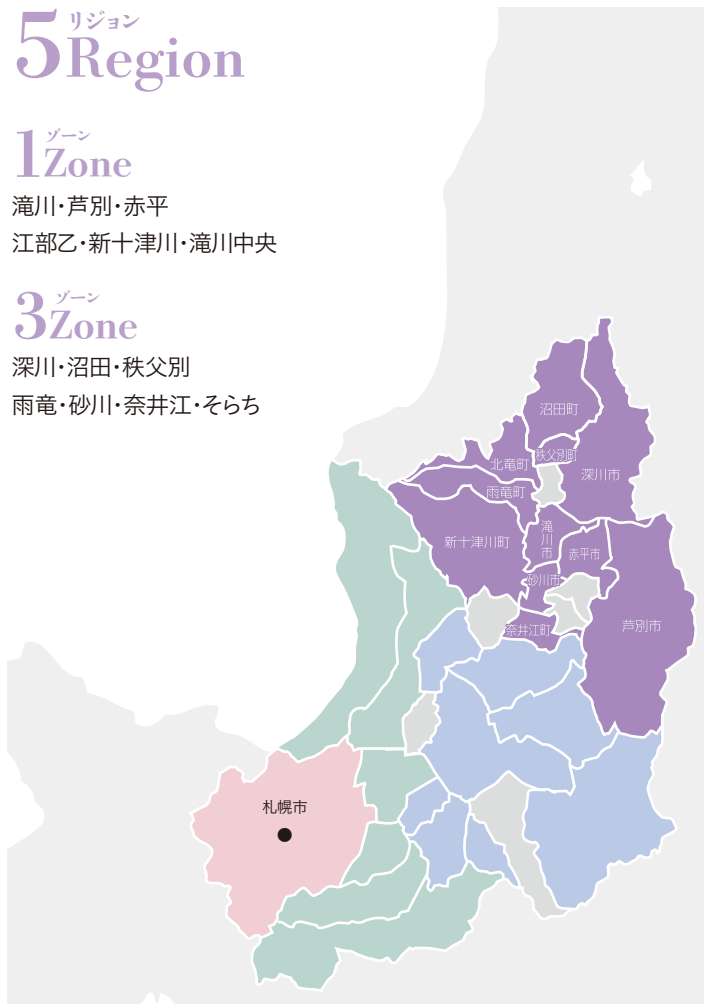 リジョン
5Region
ゾーン
1Zone
滝川・芦別・赤平
江部乙・新十津川・滝川中央
ゾーン
3Zone
深川・沼田・秩父別
雨竜・砂川・奈井江・そらち
沼田町
秩父別町
北竜町
深川市
雨竜町
滝川市
新十津川町
赤平市
砂川市
芦別市
奈井江町
札幌市